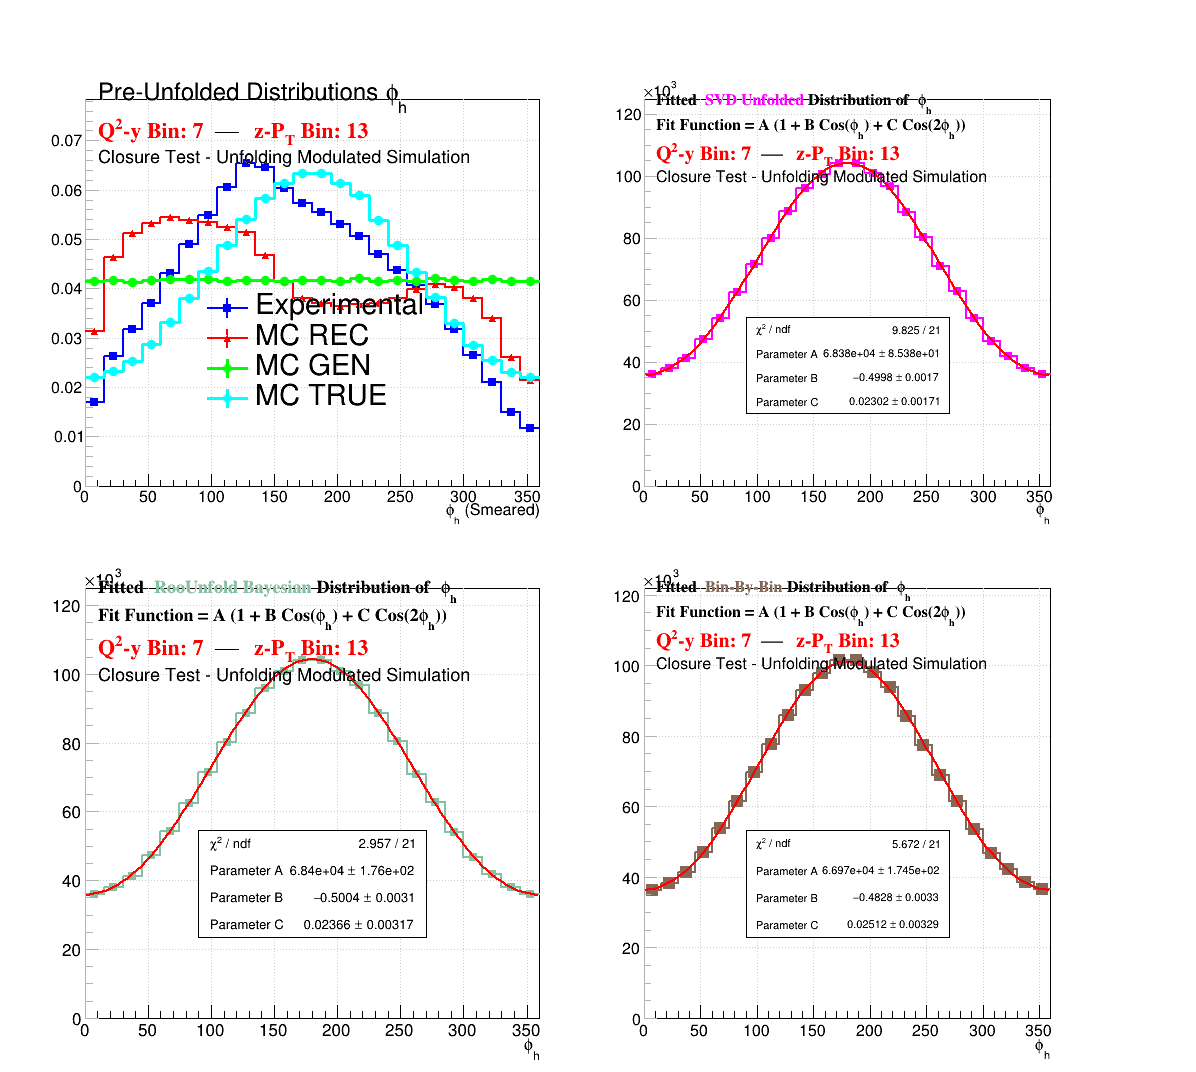 Pre-Unfolded Distributions ϕh
Q²-y Bin: 7 — z-PT Bin: 13
Closure Test - Unfolding Modulated Simulation
0.07
0.06
0.05
0.04
0.03
0.02
0.01
0
Experimental
MC REC
MC GEN
MC TRUE
0 50 100 150 200 250 300 350
ϕh (Smeared)
×10³
Fitted SVD Unfolded Distribution of ϕh
Fit Function = A (1 + B Cos(ϕh) + C Cos(2ϕh))
Q²-y Bin: 7 — z-PT Bin: 13
Closure Test - Unfolding Modulated Simulation
120
100
80
60
40
20
0
χ² / ndf 9.825 / 21
Parameter A 6.838e+04 ± 8.538e+01
Parameter B −0.4998 ± 0.0017
Parameter C 0.02302 ± 0.00171
0 50 100 150 200 250 300 350
ϕh
×10³
Fitted RooUnfold Bayesian Distribution of ϕh
Fit Function = A (1 + B Cos(ϕh) + C Cos(2ϕh))
Q²-y Bin: 7 — z-PT Bin: 13
Closure Test - Unfolding Modulated Simulation
120
100
80
60
40
20
0
χ² / ndf 2.957 / 21
Parameter A 6.84e+04 ± 1.76e+02
Parameter B −0.5004 ± 0.0031
Parameter C 0.02366 ± 0.00317
0 50 100 150 200 250 300 350
ϕh
×10³
Fitted Bin-By-Bin Distribution of ϕh
Fit Function = A (1 + B Cos(ϕh) + C Cos(2ϕh))
Q²-y Bin: 7 — z-PT Bin: 13
Closure Test - Unfolding Modulated Simulation
120
100
80
60
40
20
0
χ² / ndf 5.672 / 21
Parameter A 6.697e+04 ± 1.745e+02
Parameter B −0.4828 ± 0.0033
Parameter C 0.02512 ± 0.00329
0 50 100 150 200 250 300 350
ϕh